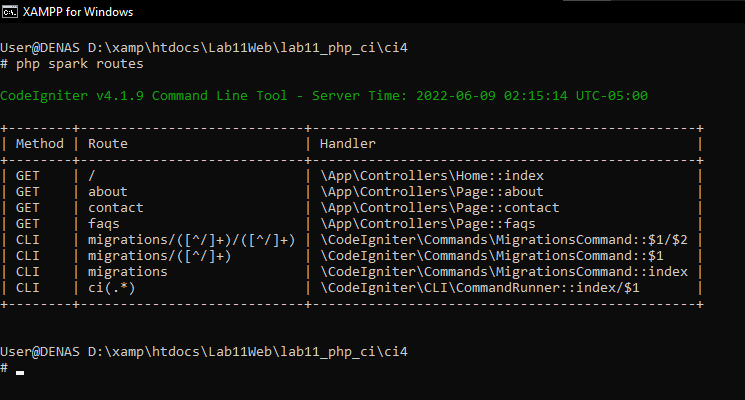 XAMPP for Windows
User@DENAS D:\xamp\htdocs\Lab11Web\lab11_php_ci\ci4
# php spark routes
CodeIgniter v4.1.9 Command Line Tool - Server Time: 2022-06-09 02:15:14 UTC-05:00
+--------+----------------------------+------------------------------------------------+
| Method | Route                      | Handler                                        |
+--------+----------------------------+------------------------------------------------+
| GET    | /                          | \App\Controllers\Home::index                   |
| GET    | about                      | \App\Controllers\Page::about                   |
| GET    | contact                    | \App\Controllers\Page::contact                 |
| GET    | faqs                       | \App\Controllers\Page::faqs                    |
| CLI    | migrations/([^/]+)/([^/]+) | \CodeIgniter\Commands\MigrationsCommand::$1/$2 |
| CLI    | migrations/([^/]+)         | \CodeIgniter\Commands\MigrationsCommand::$1    |
| CLI    | migrations                 | \CodeIgniter\Commands\MigrationsCommand::index |
| CLI    | ci(.*)                     | \CodeIgniter\CLI\CommandRunner::index/$1       |
+--------+----------------------------+------------------------------------------------+
User@DENAS D:\xamp\htdocs\Lab11Web\lab11_php_ci\ci4
#